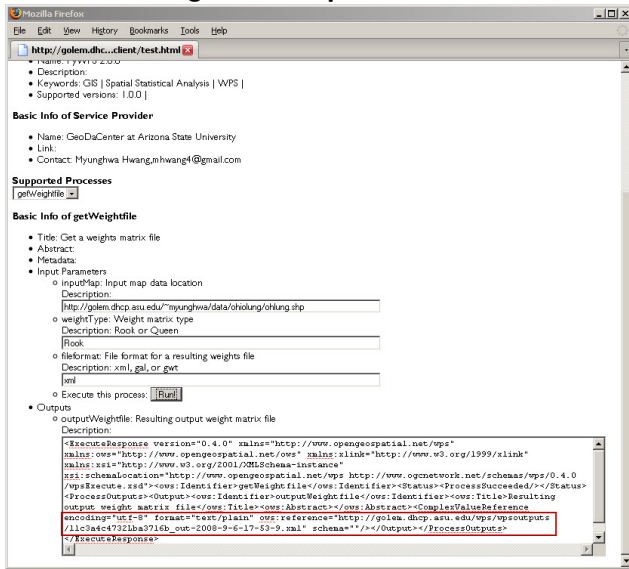 Mozilla Firefox
File Edit View History Bookmarks Tools Help
http://golem.dhc...client/test.html
Name: PyWPS 2.0.0
Description:
Keywords: GIS | Spatial Statistical Analysis | WPS |
Supported versions: 1.0.0 |
Basic Info of Service Provider
Name: GeoDaCenter at Arizona State University
Link:
Contact: Myunghwa Hwang,mhwang4@gmail.com
Supported Processes
getWeightfile
Basic Info of getWeightfile
Title: Get a weights matrix file
Abstract:
Metadata:
Input Parameters
inputMap: Input map data location
Description:
http://golem.dhcp.asu.edu/~myunghwa/data/ohiolung/ohlung.shp
weightType: Weight matrix type
Description: Rook or Queen
Rook
fileformat: File format for a resulting weights file
Description: xml, gal, or gwt
xml
Execute this process: Run!
Outputs
outputWeightfile: Resulting output weight matrix file
Description:
<ExecuteResponse version="0.4.0" xmlns="http://www.opengeospatial.net/wps"
xmlns:ows="http://www.opengeospatial.net/ows" xmlns:xlink="http://www.w3.org/1999/xlink"
xmlns:xsi="http://www.w3.org/2001/XMLSchema-instance"
xsi:schemaLocation="http://www.opengeospatial.net/wps http://www.ogcnetwork.net/schemas/wps/0.4.0
/wpsExecute.xsd"><ows:Identifier>getWeightfile</ows:Identifier><Status><ProcessSucceeded/></Status>
<ProcessOutputs><Output><ows:Identifier>outputWeightfile</ows:Identifier><ows:Title>Resulting
output weight matrix file</ows:Title><ows:Abstract></ows:Abstract><ComplexValueReference
encoding="utf-8" format="text/plain" ows:reference="http://golem.dhcp.asu.edu/wps/wpsoutputs
/11c3a4c4732Lba3716b_out-2008-9-6-17-53-9.xml" schema=""/></Output></ProcessOutputs>
</ExecuteResponse>